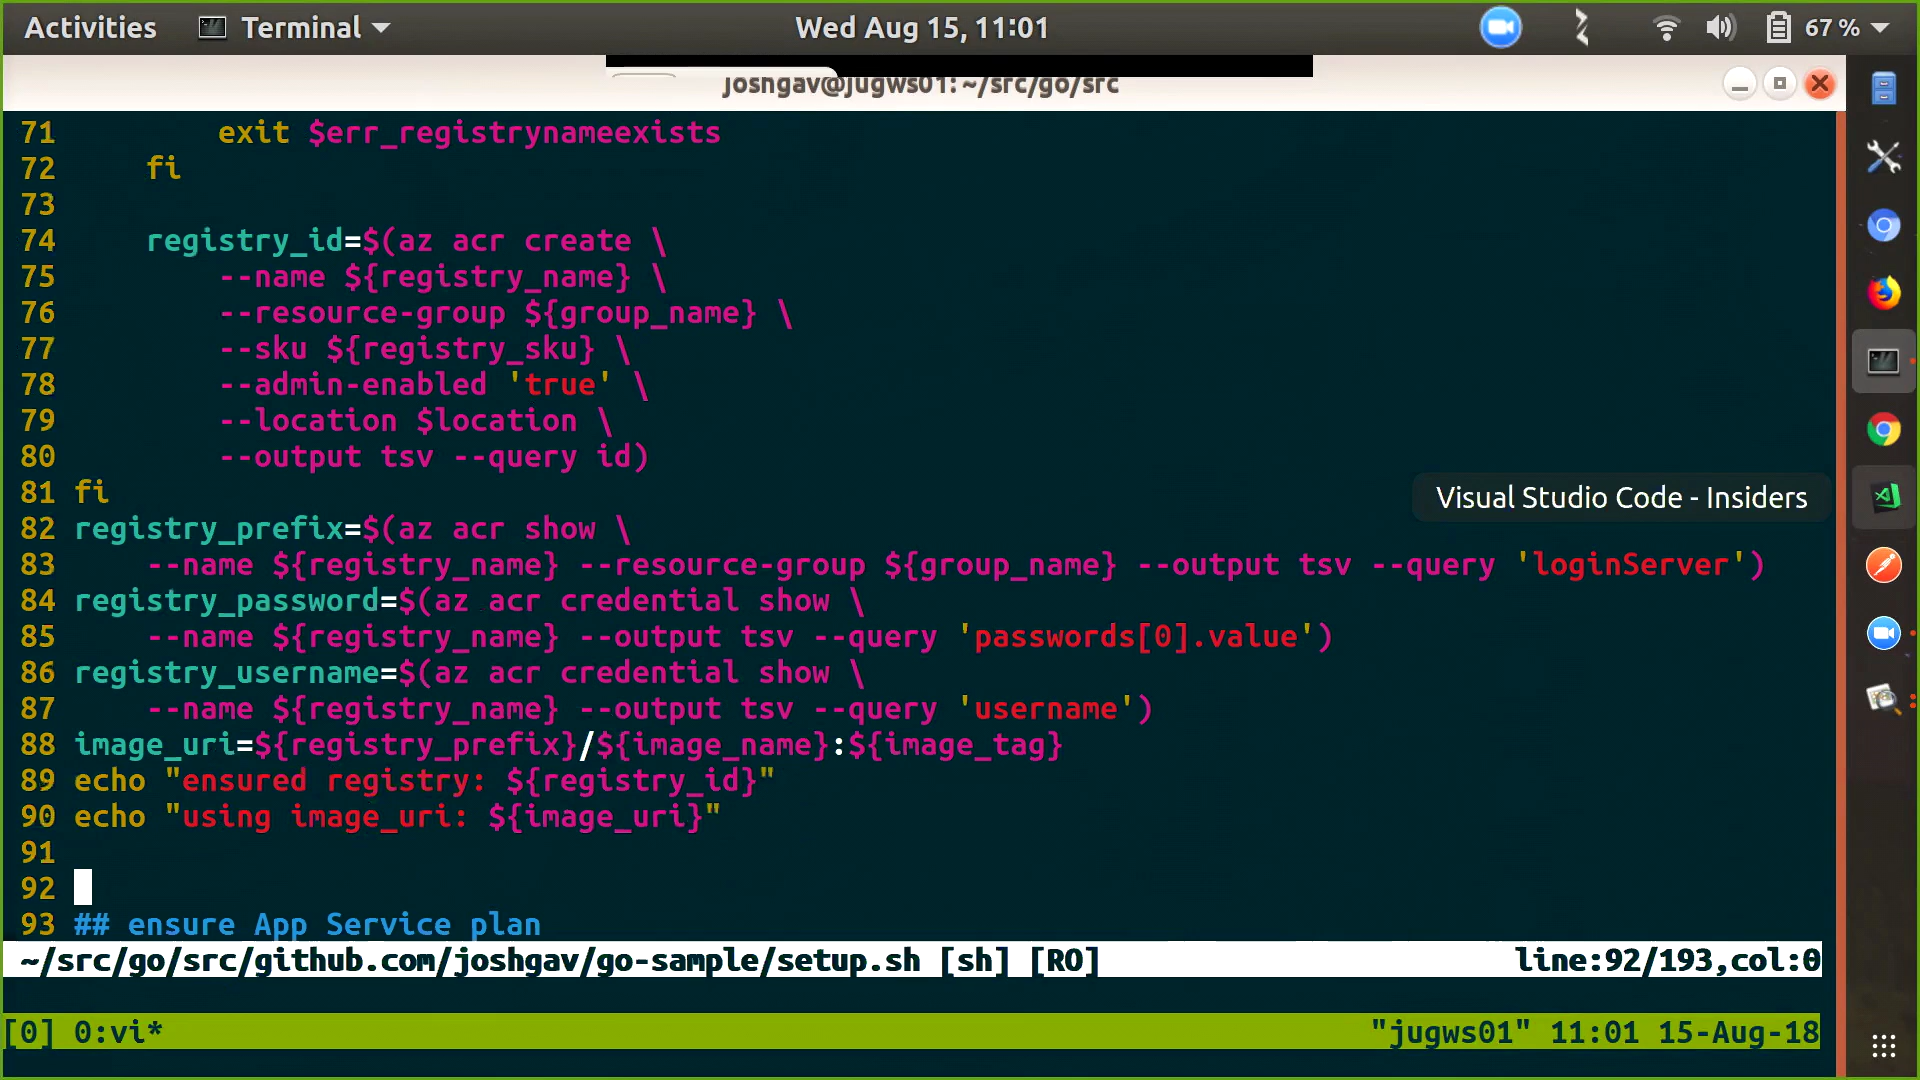 Activities Terminal Wed Aug 15, 11:01 67 %
joshgav@jugws01: ~/src/go/src
71 exit $err_registrynameexists
72 fi
73
74 registry_id=$(az acr create \
75 --name ${registry_name} \
76 --resource-group ${group_name} \
77 --sku ${registry_sku} \
78 --admin-enabled 'true' \
79 --location $location \
80 --output tsv --query id)
81 fi
Visual Studio Code - Insiders
82 registry_prefix=$(az acr show \
83 --name ${registry_name} --resource-group ${group_name} --output tsv --query 'loginServer')
84 registry_password=$(az acr credential show \
85 --name ${registry_name} --output tsv --query 'passwords[0].value')
86 registry_username=$(az acr credential show \
87 --name ${registry_name} --output tsv --query 'username')
88 image_uri=${registry_prefix}/${image_name}:${image_tag}
89 echo "ensured registry: ${registry_id}"
90 echo "using image_uri: ${image_uri}"
91
92
93 ## ensure App Service plan
~/src/go/src/github.com/joshgav/go-sample/setup.sh [sh] [RO] line:92/193,col:0
[0] 0:vi* "jugws01" 11:01 15-Aug-18